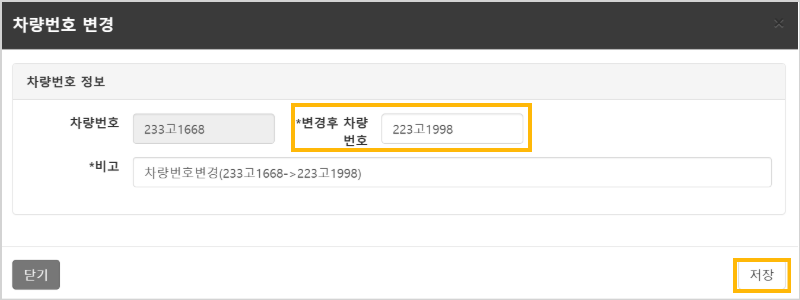 차량번호 변경
×
차량번호 정보
차량번호
233고1668
*변경후 차량
번호
223고1998
*비고
차량번호변경(233고1668->223고1998)
닫기
저장